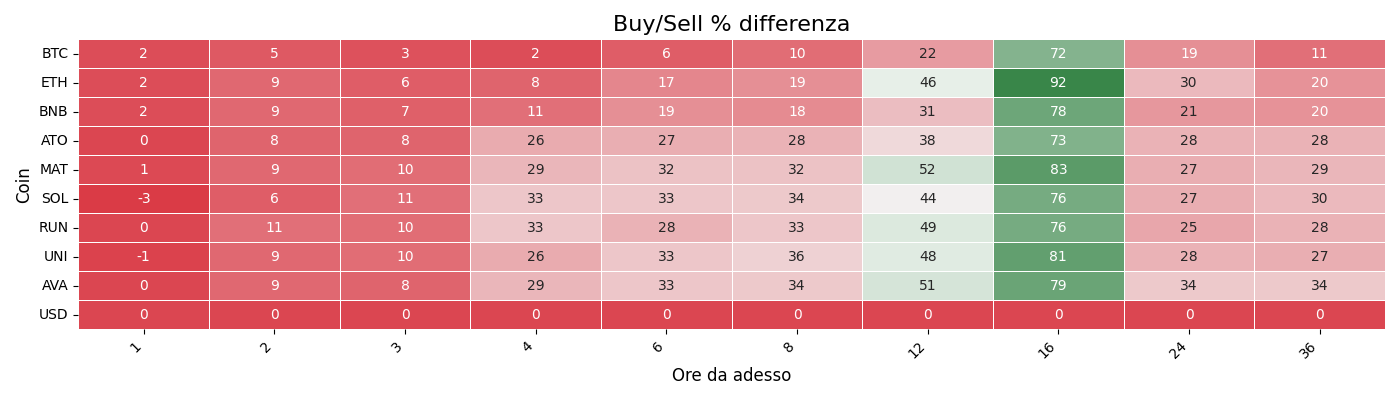 Buy/Sell % differenza
Coin
BTC 2 5 3 2 6 10 22 72 19 11
ETH 2 9 6 8 17 19 46 92 30 20
BNB 2 9 7 11 19 18 31 78 21 20
ATO 0 8 8 26 27 28 38 73 28 28
MAT 1 9 10 29 32 32 52 83 27 29
SOL -3 6 11 33 33 34 44 76 27 30
RUN 0 11 10 33 28 33 49 76 25 28
UNI -1 9 10 26 33 36 48 81 28 27
AVA 0 9 8 29 33 34 51 79 34 34
USD 0 0 0 0 0 0 0 0 0 0
1 2 3 4 6 8 12 16 24 36
Ore da adesso